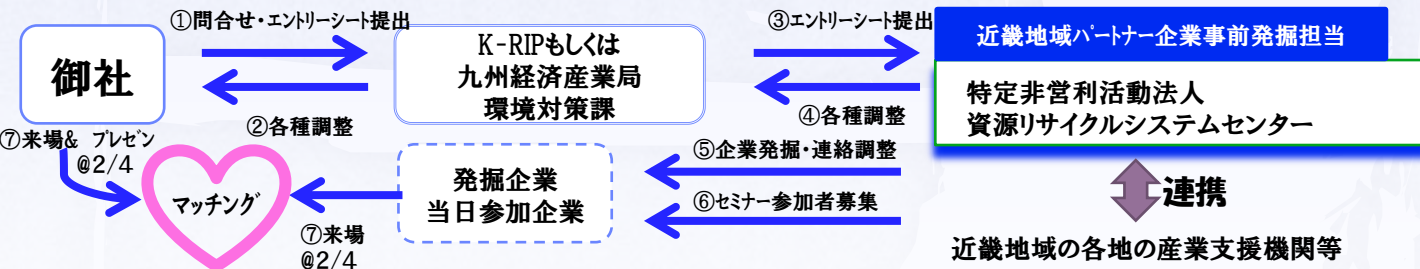 ①問合せ・エントリーシート提出
③エントリーシート提出
御社
K-RIPもしくは
九州経済産業局
環境対策課
近畿地域パートナー企業事前発掘担当
特定非営利活動法人
資源リサイクルシステムセンター
②各種調整
④各種調整
⑦来場& プレゼン
@2/4
マッチング
発掘企業
当日参加企業
⑤企業発掘・連絡調整
⑥セミナー参加者募集
⑦来場
@2/4
連携
近畿地域の各地の産業支援機関等